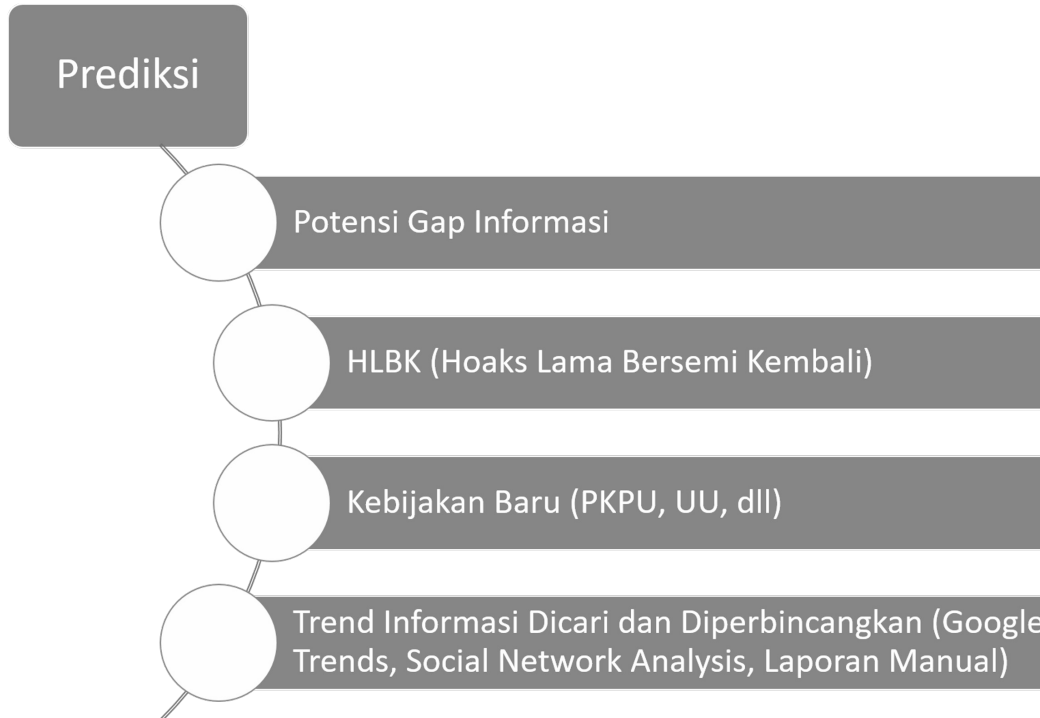 Prediksi
Potensi Gap Informasi
HLBK (Hoaks Lama Bersemi Kembali)
Kebijakan Baru (PKPU, UU, dll)
Trend Informasi Dicari dan Diperbincangkan (Google
Trends, Social Network Analysis, Laporan Manual)